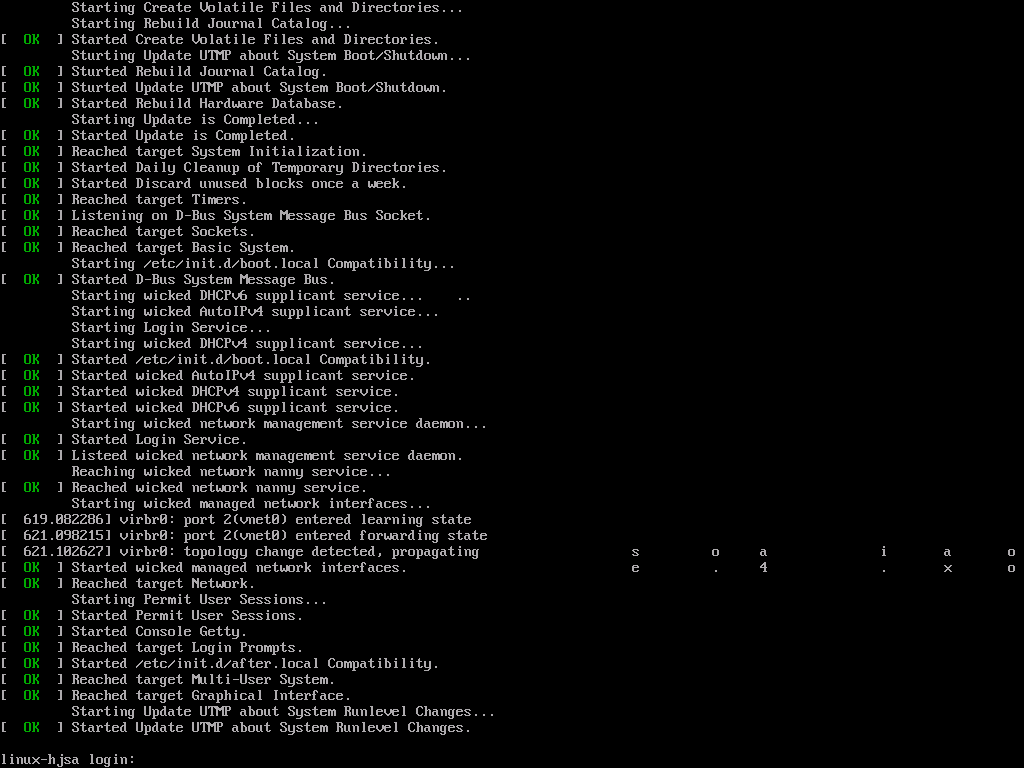 Starting Create Volatile Files and Directories...
Starting Rebuild Journal Catalog...
[  OK  ] Started Create Volatile Files and Directories.
Sturting Update UTMP about System Boot/Shutdown...
[  OK  ] Sturted Rebuild Journal Catalog.
[  OK  ] Sturted Update UTMP about System Boot/Shutdown.
[  OK  ] Started Rebuild Hardware Database.
Starting Update is Completed...
[  OK  ] Started Update is Completed.
[  OK  ] Reached target System Initialization.
[  OK  ] Started Daily Cleanup of Temporary Directories.
[  OK  ] Started Discard unused blocks once a week.
[  OK  ] Reached target Timers.
[  OK  ] Listening on D-Bus System Message Bus Socket.
[  OK  ] Reached target Sockets.
[  OK  ] Reached target Basic System.
Starting /etc/init.d/boot.local Compatibility...
[  OK  ] Started D-Bus System Message Bus.
Starting wicked DHCPv6 supplicant service...    ..
Starting wicked AutoIPv4 supplicant service...
Starting Login Service...
Starting wicked DHCPv4 supplicant service...
[  OK  ] Started /etc/init.d/boot.local Compatibility.
[  OK  ] Started wicked AutoIPv4 supplicant service.
[  OK  ] Started wicked DHCPv4 supplicant service.
[  OK  ] Started wicked DHCPv6 supplicant service.
Starting wicked network management service daemon...
[  OK  ] Started Login Service.
[  OK  ] Listeed wicked network management service daemon.
Reaching wicked network nanny service...
[  OK  ] Reached wicked network nanny service.
Starting wicked managed network interfaces...
[  619.082286] virbr0: port 2(vnet0) entered learning state
[  621.098215] virbr0: port 2(vnet0) entered forwarding state
[  621.102627] virbr0: topology change detected, propagating                   s         o     a              i       a       o
[  OK  ] Started wicked managed network interfaces.                            e         .     4              .       x       o
[  OK  ] Reached target Network.
Starting Permit User Sessions...
[  OK  ] Started Permit User Sessions.
[  OK  ] Started Console Getty.
[  OK  ] Reached target Login Prompts.
[  OK  ] Started /etc/init.d/after.local Compatibility.
[  OK  ] Reached target Multi-User System.
[  OK  ] Reached target Graphical Interface.
Starting Update UTMP about System Runlevel Changes...
[  OK  ] Started Update UTMP about System Runlevel Changes.
linux-hjsa login: